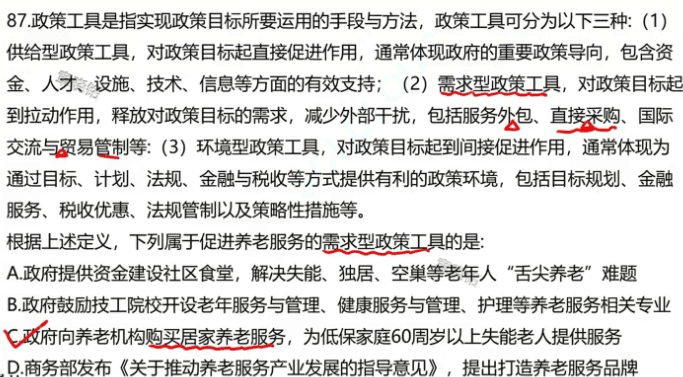 87.政策工具是指实现政策目标所要运用的手段与方法，政策工具可分为以下三种:（1）
供给型政策工具，对政策目标起直接促进作用，通常体现政府的重要政策导向，包含资
金、人才、设施、技术、信息等方面的有效支持；（2）需求型政策工具，对政策目标起
到拉动作用，释放对政策目标的需求，减少外部干扰，包括服务外包、直接采购、国际
交流与贸易管制等:（3）环境型政策工具，对政策目标起到间接促进作用，通常体现为
通过目标、计划、法规、金融与税收等方式提供有利的政策环境，包括目标规划、金融
服务、税收优惠、法规管制以及策略性措施等。
根据上述定义，下列属于促进养老服务的需求型政策工具的是:
A.政府提供资金建设社区食堂，解决失能、独居、空巢等老年人“舌尖养老”难题
B.政府鼓励技工院校开设老年服务与管理、健康服务与管理、护理等养老服务相关专业
C.政府向养老机构购买居家养老服务，为低保家庭60周岁以上失能老人提供服务
D.商务部发布《关于推动养老服务产业发展的指导意见》，提出打造养老服务品牌